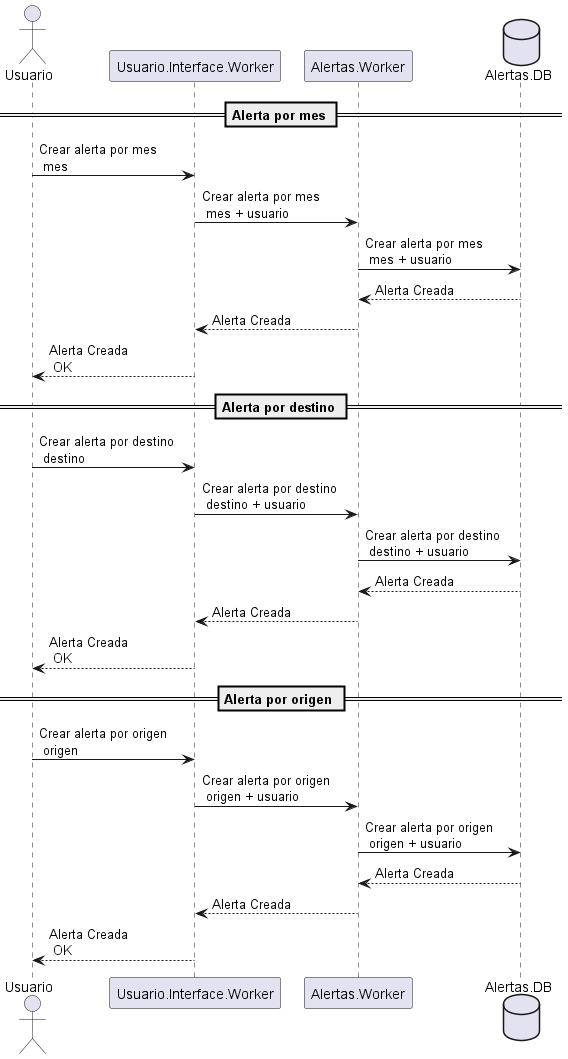 Usuario
Usuario.Interface.Worker
Alertas.Worker
Alertas.DB
Alerta por mes
Crear alerta por mes
mes
Crear alerta por mes
mes + usuario
Crear alerta por mes
mes + usuario
Alerta Creada
Alerta Creada
Alerta Creada
OK
Alerta por destino
Crear alerta por destino
destino
Crear alerta por destino
destino + usuario
Crear alerta por destino
destino + usuario
Alerta Creada
Alerta Creada
Alerta Creada
OK
Alerta por origen
Crear alerta por origen
origen
Crear alerta por origen
origen + usuario
Crear alerta por origen
origen + usuario
Alerta Creada
Alerta Creada
Alerta Creada
OK
Usuario
Usuario.Interface.Worker
Alertas.Worker
Alertas.DB